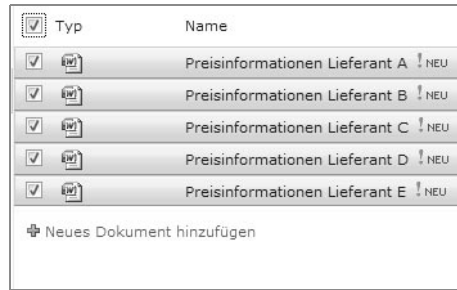 Typ Name
Preisinformationen Lieferant A ! NEU
Preisinformationen Lieferant B ! NEU
Preisinformationen Lieferant C ! NEU
Preisinformationen Lieferant D ! NEU
Preisinformationen Lieferant E ! NEU
Neues Dokument hinzufügen